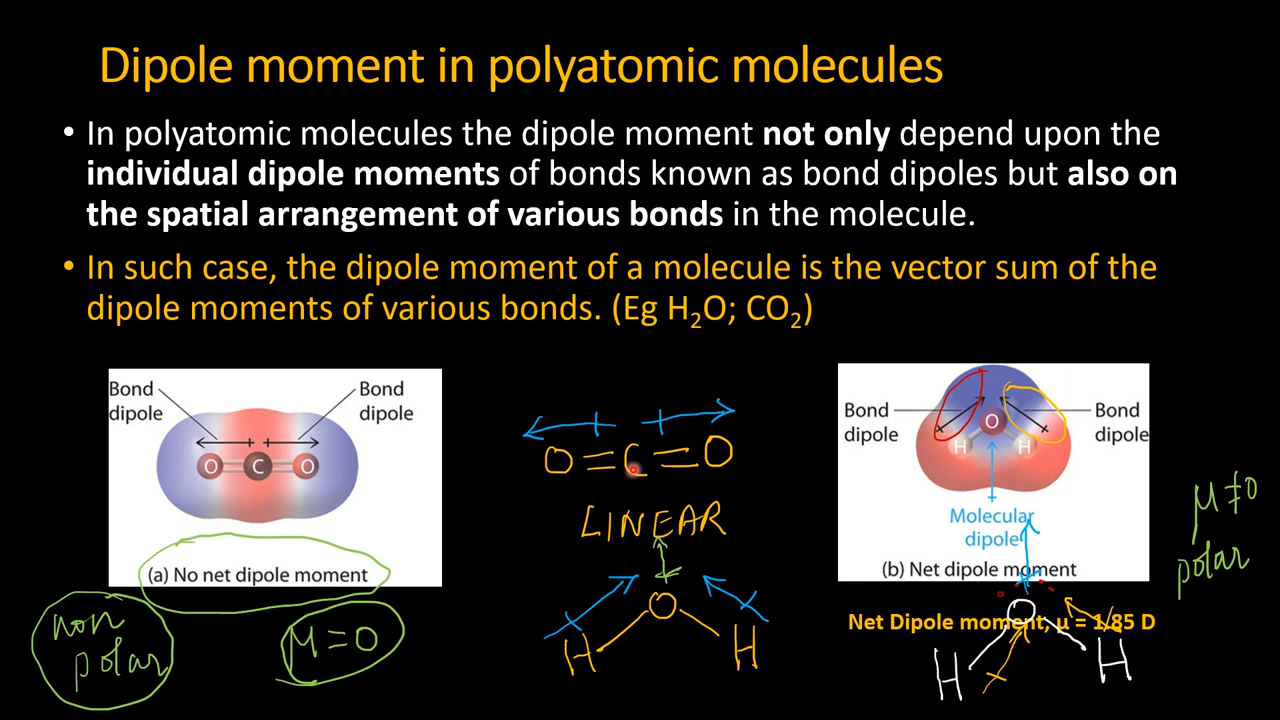 Dipole moment in polyatomic molecules
• In polyatomic molecules the dipole moment not only depend upon the
individual dipole moments of bonds known as bond dipoles but also on
the spatial arrangement of various bonds in the molecule.
• In such case, the dipole moment of a molecule is the vector sum of the
dipole moments of various bonds. (Eg H₂O; CO₂)
Bond
dipole
Bond
dipole
O C O
(a) No net dipole moment
non
polar
μ = 0
O = C = O
LINEAR
O
H H
Bond
dipole
Bond
dipole
O
H H
Molecular
dipole
(b) Net dipole moment
Net Dipole moment, μ = 1.85 D
O
H H
μ ≠ 0
polar